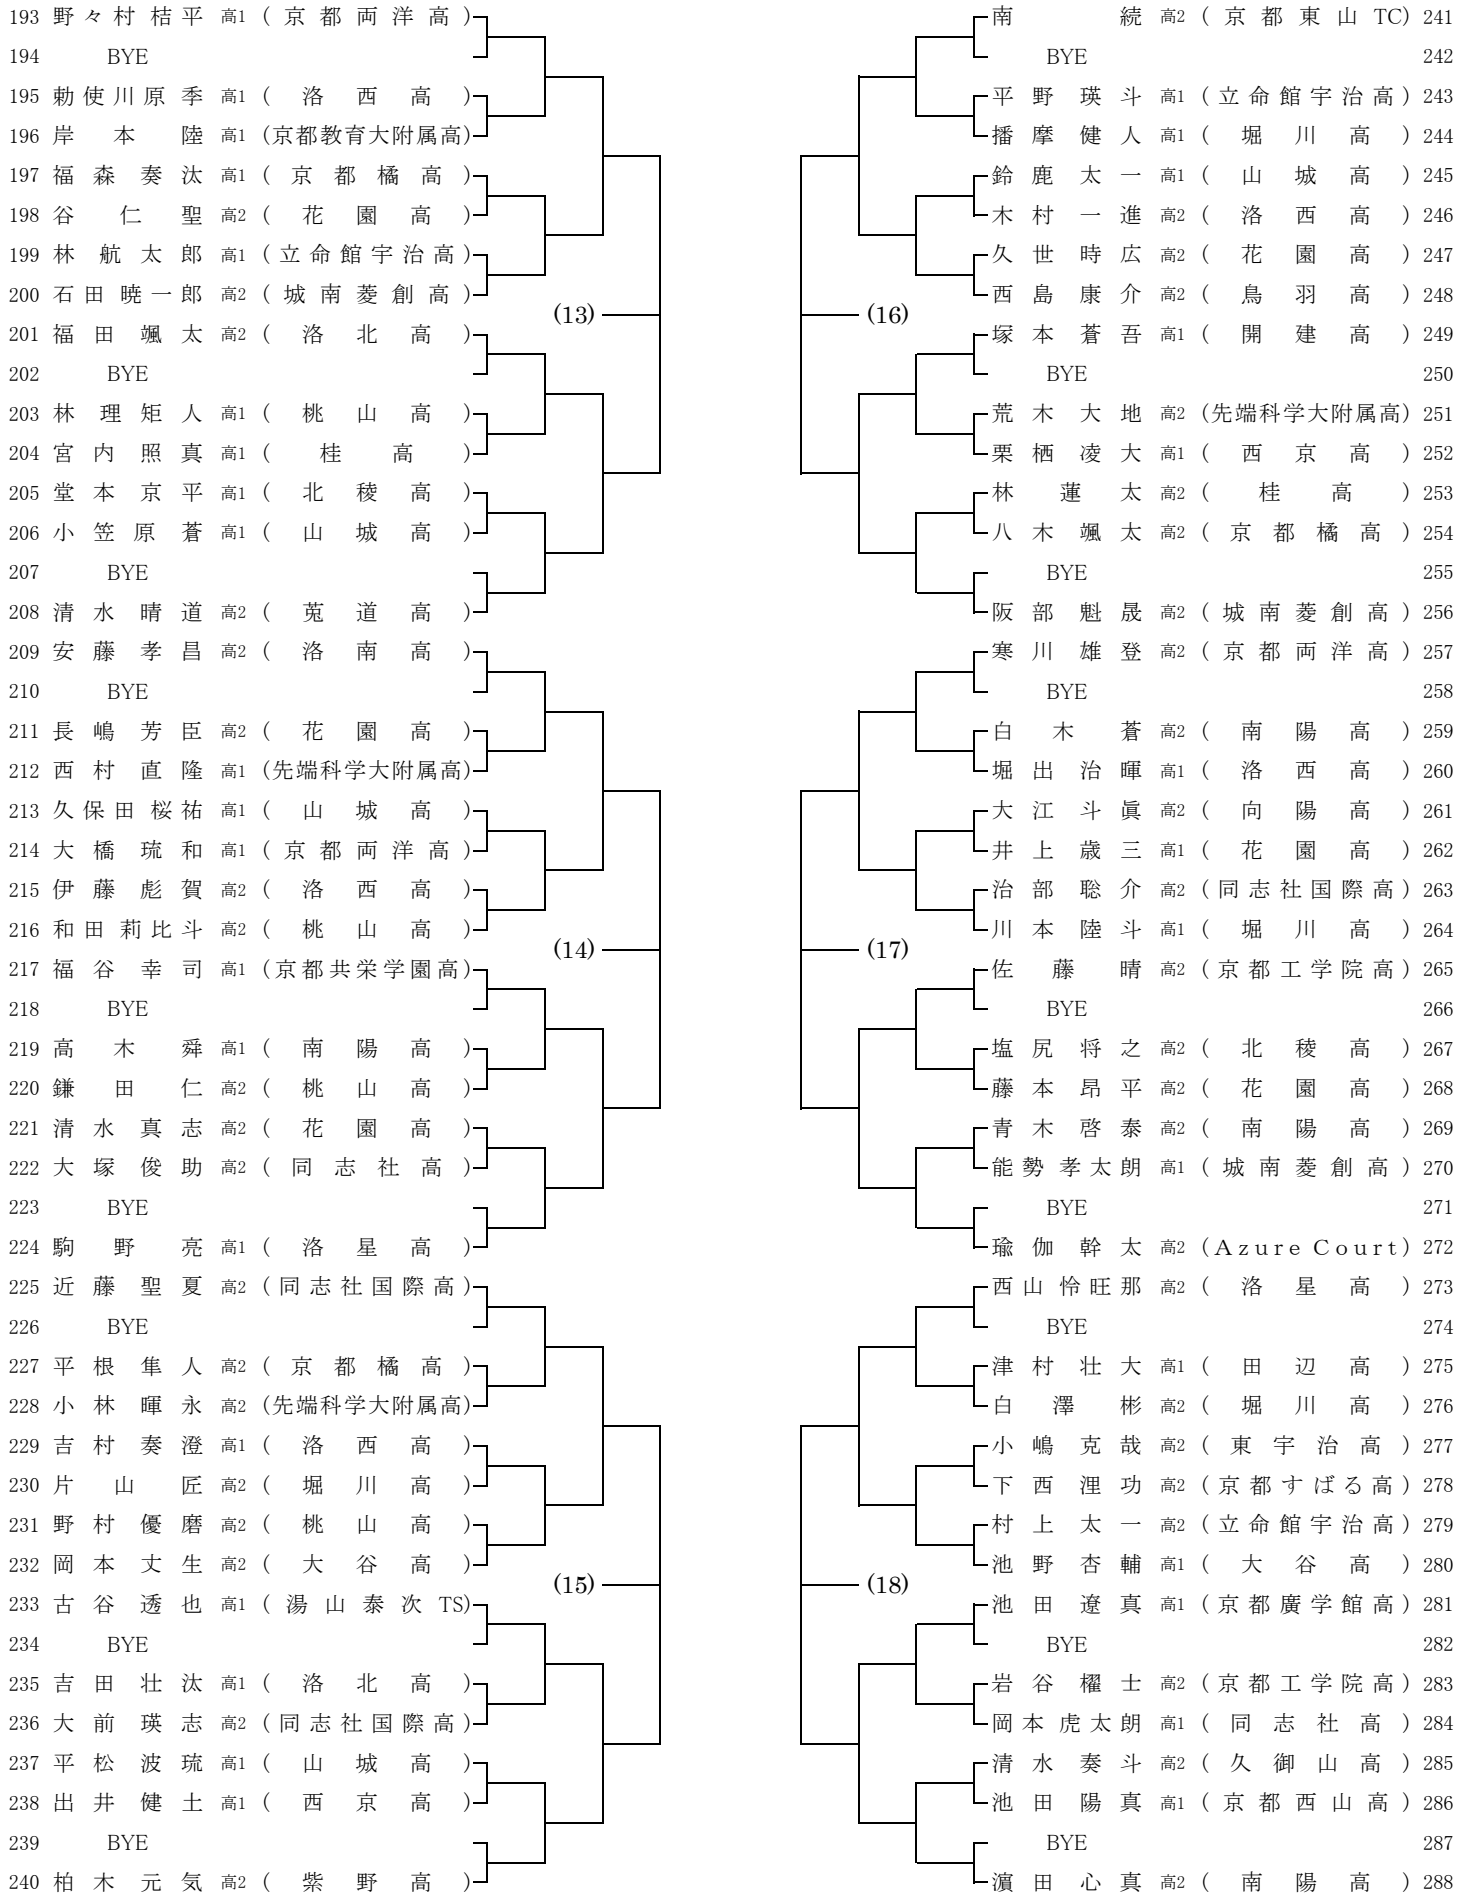 193 野々村桔平 高1 (京都両洋高)
194 BYE
195 勅使川原季 高1 (洛西高)
196 岸本陸 高1 (京都教育大附属高)
197 福森奏汰 高1 (京都橘高)
198 谷仁聖 高2 (花園高)
199 林航太郎 高1 (立命館宇治高)
200 石田暁一郎 高2 (城南菱創高)
(13)
201 福田颯太 高2 (洛北高)
202 BYE
203 林理矩人 高1 (桃山高)
204 宮内照真 高1 (桂高)
205 堂本京平 高1 (北稜高)
206 小笠原蒼 高1 (山城高)
207 BYE
208 清水晴道 高2 (莵道高)
209 安藤孝昌 高2 (洛南高)
210 BYE
211 長嶋芳臣 高2 (花園高)
212 西村直隆 高1 (先端科学大附属高)
213 久保田桜祐 高1 (山城高)
214 大橋琉和 高1 (京都両洋高)
215 伊藤彪賀 高2 (洛西高)
216 和田莉比斗 高2 (桃山高)
(14)
217 福谷幸司 高1 (京都共栄学園高)
218 BYE
219 高木舜 高1 (南陽高)
220 鎌田仁 高2 (桃山高)
221 清水真志 高2 (花園高)
222 大塚俊助 高2 (同志社高)
223 BYE
224 駒野亮 高1 (洛星高)
225 近藤聖夏 高2 (同志社国際高)
226 BYE
227 平根隼人 高2 (京都橘高)
228 小林暉永 高2 (先端科学大附属高)
229 吉村奏澄 高1 (洛西高)
230 片山匠 高2 (堀川高)
231 野村優磨 高2 (桃山高)
232 岡本丈生 高2 (大谷高)
(15)
233 古谷透也 高1 (湯山泰次 TS)
234 BYE
235 吉田壮汰 高1 (洛北高)
236 大前瑛志 高2 (同志社国際高)
237 平松波琉 高1 (山城高)
238 出井健土 高1 (西京高)
239 BYE
240 柏木元気 高2 (紫野高)
南続 高2 (京都東山 TC) 241
BYE 242
平野瑛斗 高1 (立命館宇治高) 243
播摩健人 高1 (堀川高) 244
鈴鹿太一 高1 (山城高) 245
木村一進 高2 (洛西高) 246
久世時広 高2 (花園高) 247
西島康介 高2 (鳥羽高) 248
(16)
塚本蒼吾 高1 (開建高) 249
BYE 250
荒木大地 高2 (先端科学大附属高) 251
栗栖凌大 高1 (西京高) 252
林蓮太 高2 (桂高) 253
八木颯太 高2 (京都橘高) 254
BYE 255
阪部魁晟 高2 (城南菱創高) 256
寒川雄登 高2 (京都両洋高) 257
BYE 258
白木蒼 高2 (南陽高) 259
堀出治暉 高1 (洛西高) 260
大江斗眞 高2 (向陽高) 261
井上歳三 高1 (花園高) 262
治部聡介 高2 (同志社国際高) 263
川本陸斗 高1 (堀川高) 264
(17)
佐藤晴 高2 (京都工学院高) 265
BYE 266
塩尻将之 高2 (北稜高) 267
藤本昂平 高2 (花園高) 268
青木啓泰 高2 (南陽高) 269
能勢孝太朗 高1 (城南菱創高) 270
BYE 271
瑜伽幹太 高2 (Azure Court) 272
西山怜旺那 高2 (洛星高) 273
BYE 274
津村壮大 高1 (田辺高) 275
白澤彬 高2 (堀川高) 276
小嶋克哉 高2 (東宇治高) 277
下西浬功 高2 (京都すばる高) 278
村上太一 高2 (立命館宇治高) 279
池野杏輔 高1 (大谷高) 280
(18)
池田遼真 高1 (京都廣学館高) 281
BYE 282
岩谷櫂士 高2 (京都工学院高) 283
岡本虎太朗 高1 (同志社高) 284
清水奏斗 高2 (久御山高) 285
池田陽真 高1 (京都西山高) 286
BYE 287
濵田心真 高2 (南陽高) 288